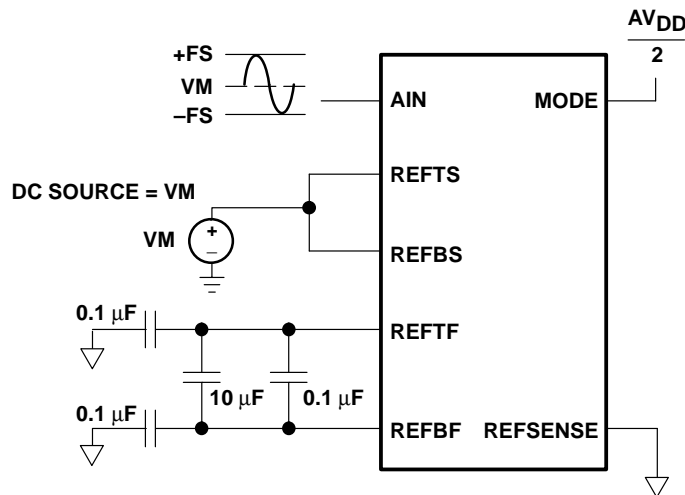 AVDD
2
+FS
VM
–FS
AIN
MODE
REFTS
DC SOURCE = VM
VM
+
–
REFBS
0.1 μF
REFTF
10 μF
0.1 μF
0.1 μF
REFBF
REFSENSE